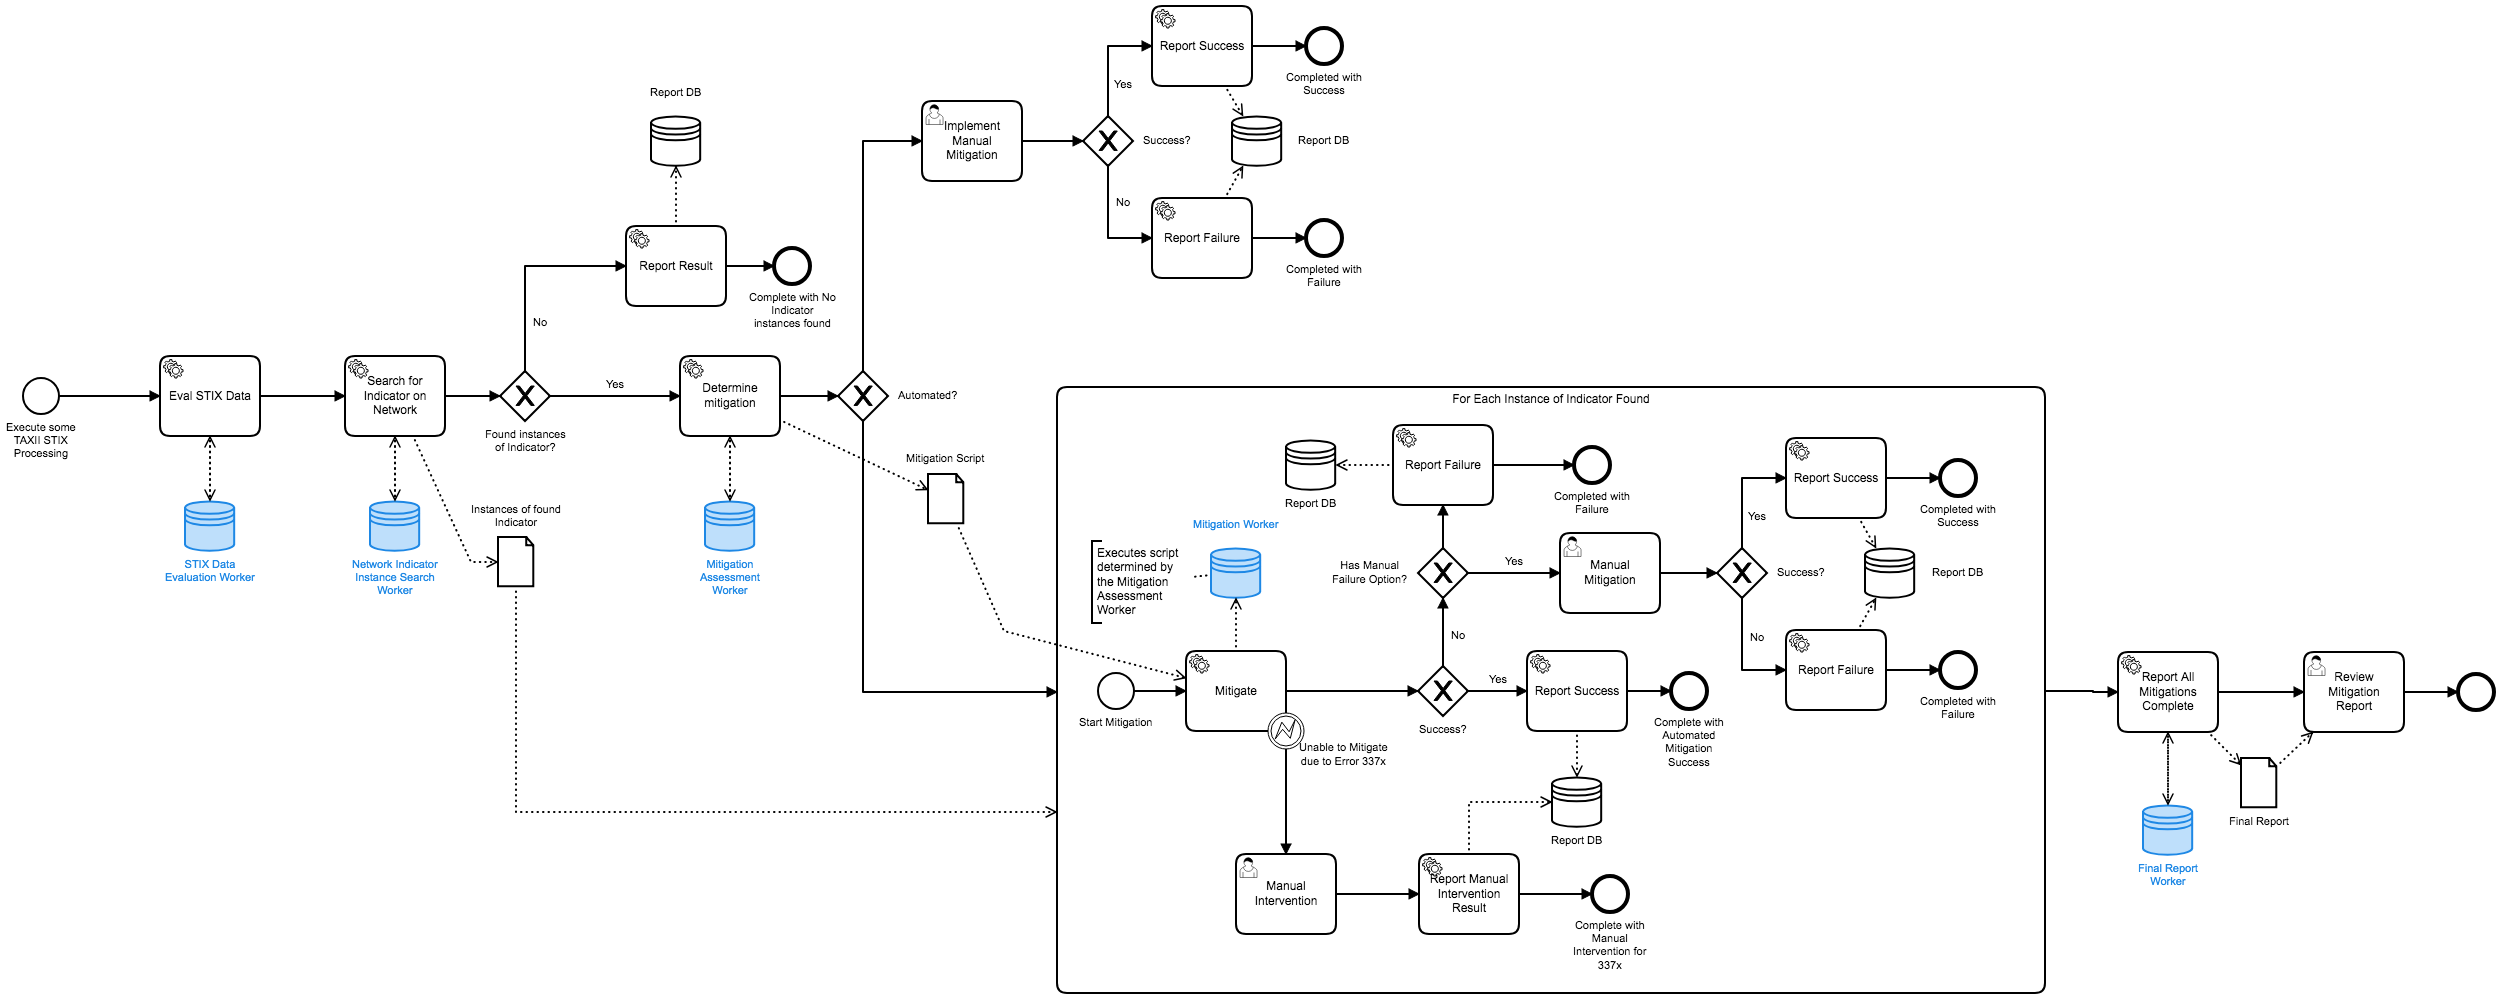 Execute some
TAXII STIX
Processing
Eval STIX Data
STIX Data
Evaluation Worker
Search for
Indicator on
Network
Network Indicator
Instance Search
Worker
Instances of found
Indicator
Found instances
of Indicator?
No
Yes
Report DB
Report Result
Complete with No
Indicator
instances found
Determine
mitigation
Mitigation
Assessment
Worker
Automated?
Mitigation Script
Implement
Manual
Mitigation
Success?
Yes
No
Report Success
Completed with
Success
Report DB
Report Failure
Completed with
Failure
For Each Instance of Indicator Found
Start Mitigation
Executes script
determined by
the Mitigation
Assessment
Worker
Mitigation Worker
Mitigate
Unable to Mitigate
due to Error 337x
Success?
No
Yes
Has Manual
Failure Option?
Report DB
Report Failure
Completed with
Failure
Yes
Manual
Mitigation
Success?
Yes
No
Report Success
Completed with
Success
Report DB
Report Failure
Completed with
Failure
Report Success
Complete with
Automated
Mitigation
Success
Report DB
Manual
Intervention
Report Manual
Intervention
Result
Complete with
Manual
Intervention for
337x
Report All
Mitigations
Complete
Final Report
Worker
Final Report
Review
Mitigation
Report